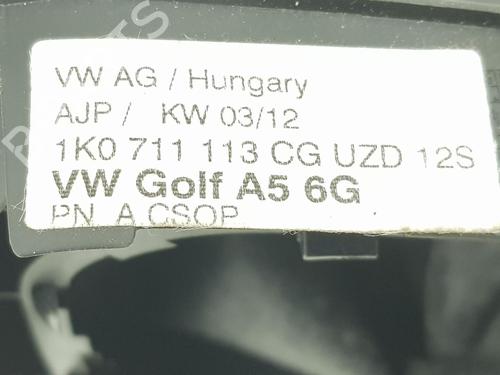 VW AG / Hungary
AJP / KW 03/12
1K0 711 113 CG UZD 12S
VW Golf A5 6G
PN A.CSOP